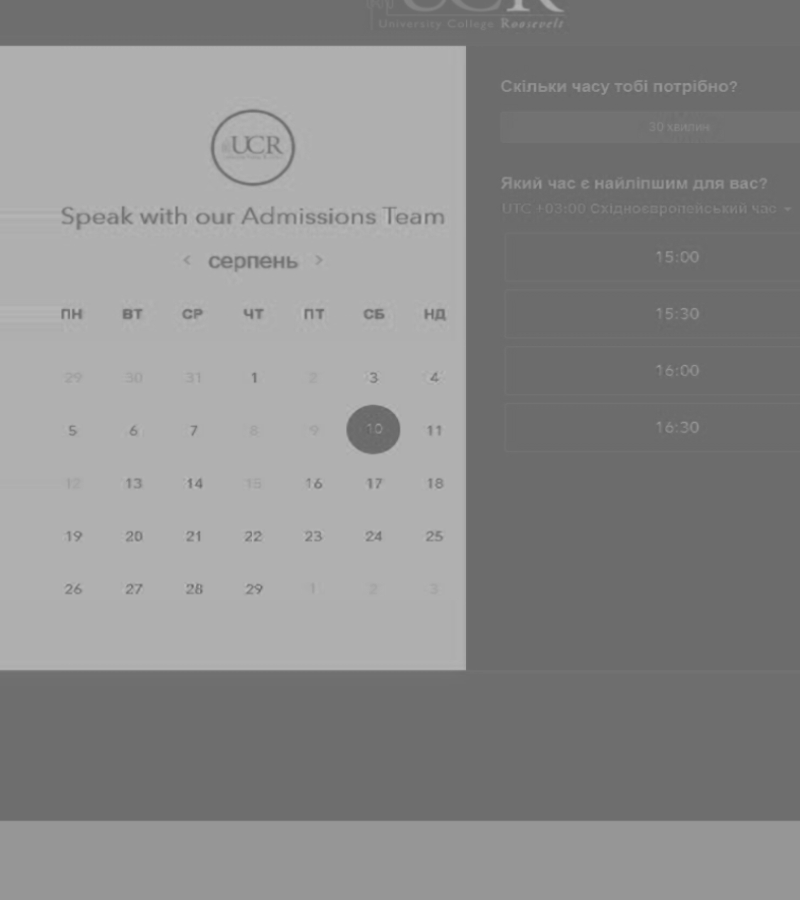 UCR
University College Roosevelt
UCR
Speak with our Admissions Team
< серпень >
ПН ВТ СР ЧТ ПТ СБ НД
29 30 31 1 2 3 4
5 6 7 8 9 10 11
12 13 14 15 16 17 18
19 20 21 22 23 24 25
26 27 28 29 1 2 3
Скільки часу тобі потрібно?
30 хвилин
Який час є найліпшим для вас?
UTC +03:00 Східноєвропейський час
15:00
15:30
16:00
16:30